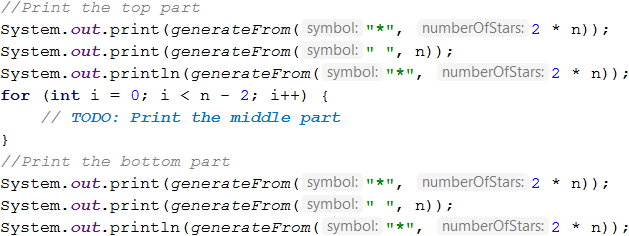 //Print the top part
System.out.print(generateFrom( symbol: "*", numberOfStars: 2 * n));
System.out.print(generateFrom( symbol: " ", n));
System.out.println(generateFrom( symbol: "*", numberOfStars: 2 * n));
for (int i = 0; i < n - 2; i++) {
    // TODO: Print the middle part
}
//Print the bottom part
System.out.print(generateFrom( symbol: "*", numberOfStars: 2 * n));
System.out.print(generateFrom( symbol: " ", n));
System.out.println(generateFrom( symbol: "*", numberOfStars: 2 * n));